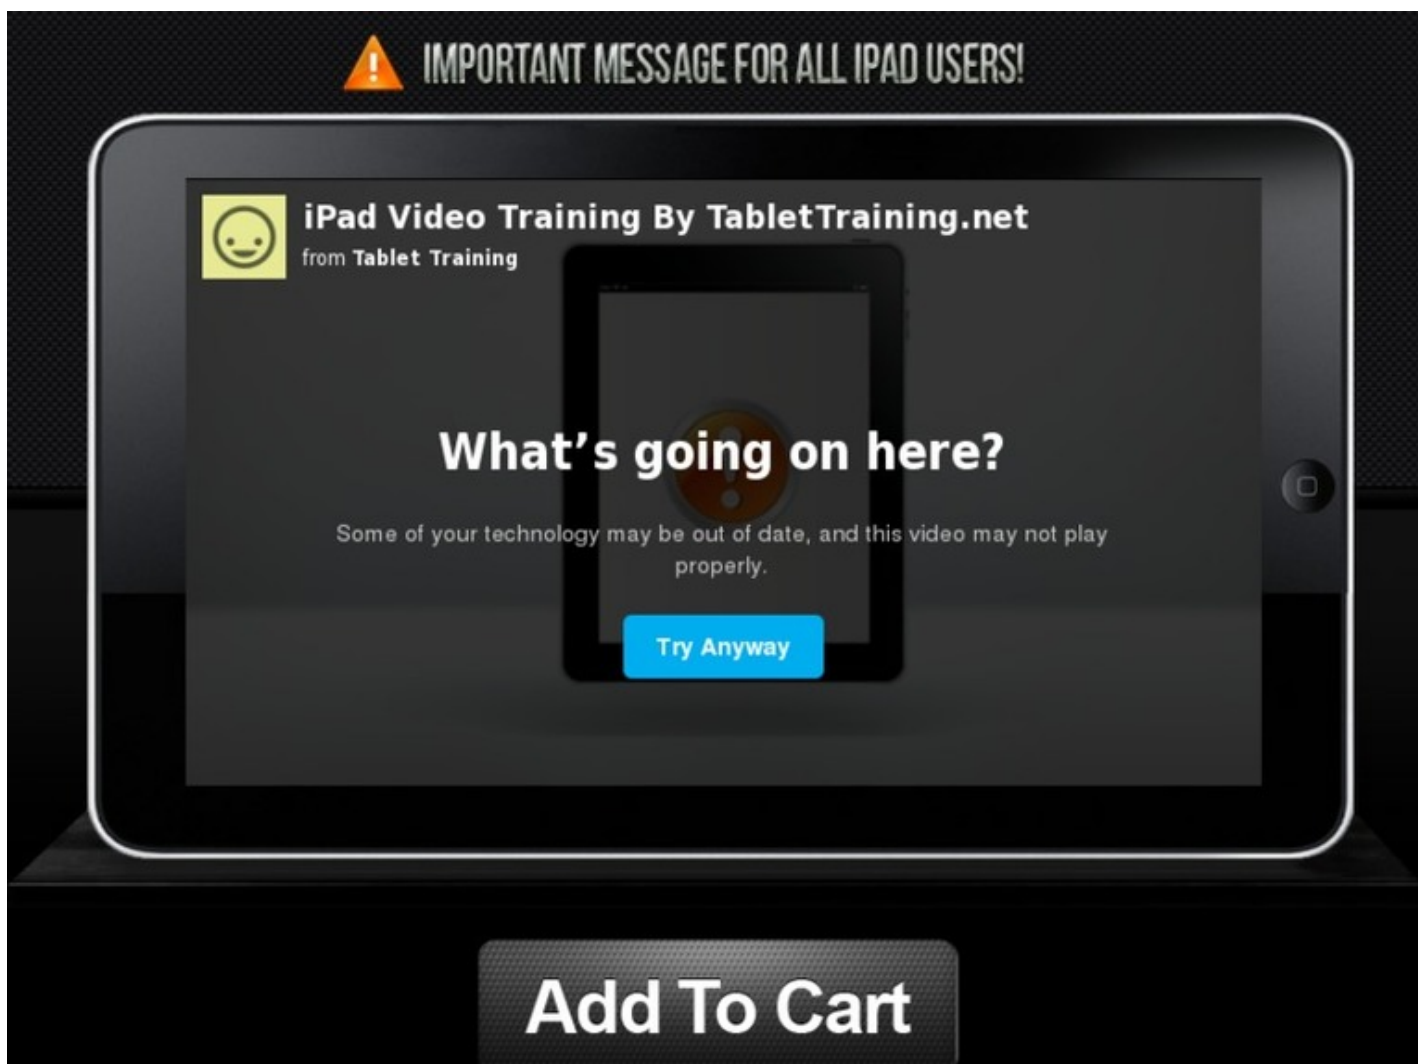 IMPORTANT MESSAGE FOR ALL IPAD USERS!
iPad Video Training By TabletTraining.net
from Tablet Training
What’s going on here?
Some of your technology may be out of date, and this video may not play
properly.
Try Anyway
Add To Cart